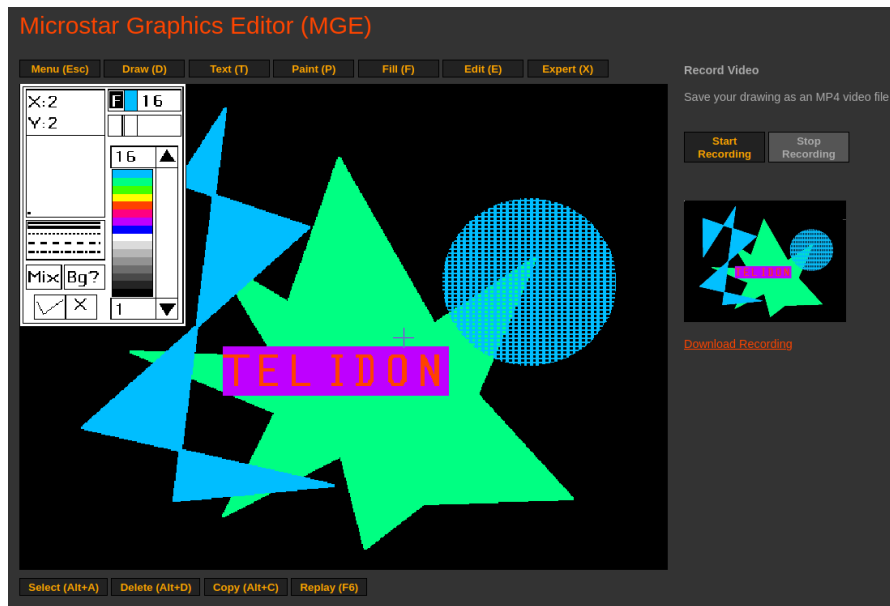 Microstar Graphics Editor (MGE)
Menu (Esc) Draw (D) Text (T) Paint (P) Fill (F) Edit (E) Expert (X)
Record Video
Save your drawing as an MP4 video file
Start Recording
Stop Recording
X:2
Y:2
F 16
16
Mix Bg?
X
1
TELIDON
TELIDON
Download Recording
Select (Alt+A) Delete (Alt+D) Copy (Alt+C) Replay (F6)